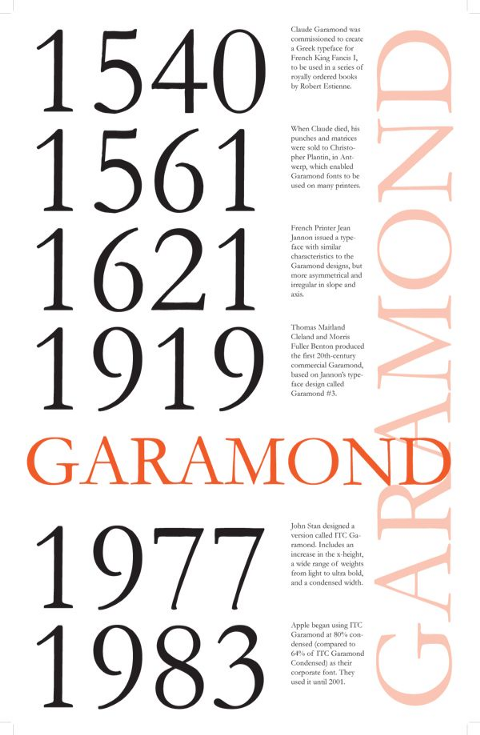 1540
Claude Garamond was
commissioned to create
a Greek typeface for
French King Fancis I,
to be used in a series of
royally ordered books
by Robert Estienne.
1561
When Claude died, his
punches and matrices
were sold to Christo-
pher Plantin, in Ant-
werp, which enabled
Garamond fonts to be
used on many printers.
1621
French Printer Jean
Jannon issued a type-
face with similar
characteristics to the
Garamond designs, but
more asymmetrical and
irregular in slope and
axis.
1919
Thomas Maitland
Cleland and Morris
Fuller Benton produced
the first 20th-century
commercial Garamond,
based on Jannon's type-
face design called
Garamond #3.
GARAMOND
1977
John Stan designed a
version called ITC Ga-
ramond. Includes an
increase in the x-height,
a wide range of weights
from light to ultra bold,
and a condensed width.
1983
Apple began using ITC
Garamond at 80% con-
densed (compared to
64% of ITC Garamond
Condensed) as their
corporate font. They
used it until 2001.
GARAMOND